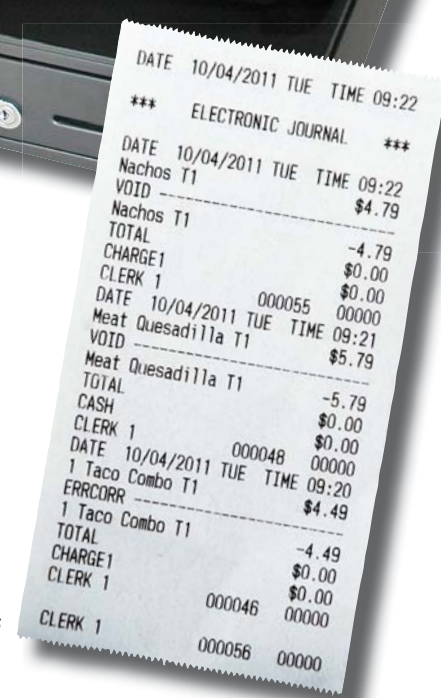 DATE 10/04/2011 TUE TIME 09:22
*** ELECTRONIC JOURNAL ***
DATE 10/04/2011 TUE TIME 09:22
Nachos T1 $4.79
VOID --------------------
Nachos T1 -4.79
TOTAL $0.00
CHARGE1 $0.00
CLERK 1 000055 00000
DATE 10/04/2011 TUE TIME 09:21
Meat Quesadilla T1 $5.79
VOID --------------------
Meat Quesadilla T1 -5.79
TOTAL $0.00
CASH $0.00
CLERK 1 000048 00000
DATE 10/04/2011 TUE TIME 09:20
1 Taco Combo T1 $4.49
ERRCORR --------------------
1 Taco Combo T1 -4.49
TOTAL $0.00
CHARGE1 $0.00
CLERK 1 000046 00000
CLERK 1 000056 00000